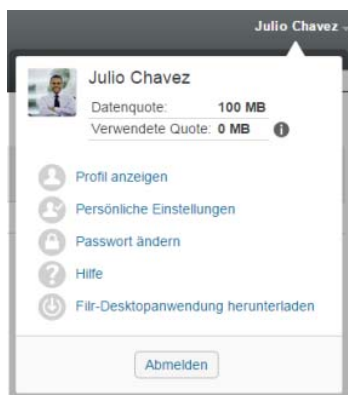 Julio Chavez
Julio Chavez
Datenquote: 100 MB
Verwendete Quote: 0 MB
Profil anzeigen
Persönliche Einstellungen
Passwort ändern
Hilfe
Filr-Desktopanwendung herunterladen
Abmelden